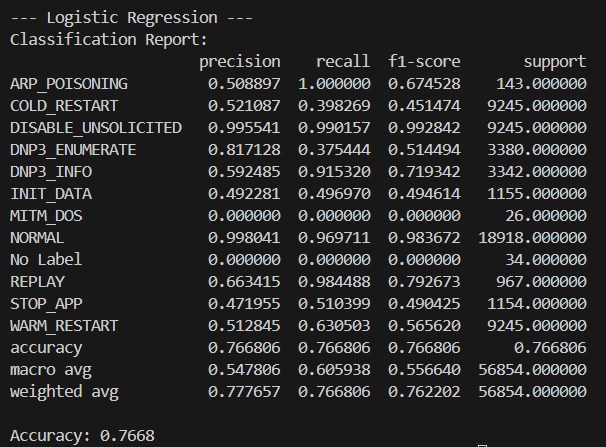 --- Logistic Regression ---
Classification Report:
precision recall f1-score support
ARP_POISONING 0.508897 1.000000 0.674528 143.000000
COLD_RESTART 0.521087 0.398269 0.451474 9245.000000
DISABLE_UNSOLICITED 0.995541 0.990157 0.992842 9245.000000
DNP3_ENUMERATE 0.817128 0.375444 0.514494 3380.000000
DNP3_INFO 0.592485 0.915320 0.719342 3342.000000
INIT_DATA 0.492281 0.496970 0.494614 1155.000000
MITM_DOS 0.000000 0.000000 0.000000 26.000000
NORMAL 0.998041 0.969711 0.983672 18918.000000
No Label 0.000000 0.000000 0.000000 34.000000
REPLAY 0.663415 0.984488 0.792673 967.000000
STOP_APP 0.471955 0.510399 0.490425 1154.000000
WARM_RESTART 0.512845 0.630503 0.565620 9245.000000
accuracy 0.766806 0.766806 0.766806 0.766806
macro avg 0.547806 0.605938 0.556640 56854.000000
weighted avg 0.777657 0.766806 0.762202 56854.000000
Accuracy: 0.7668